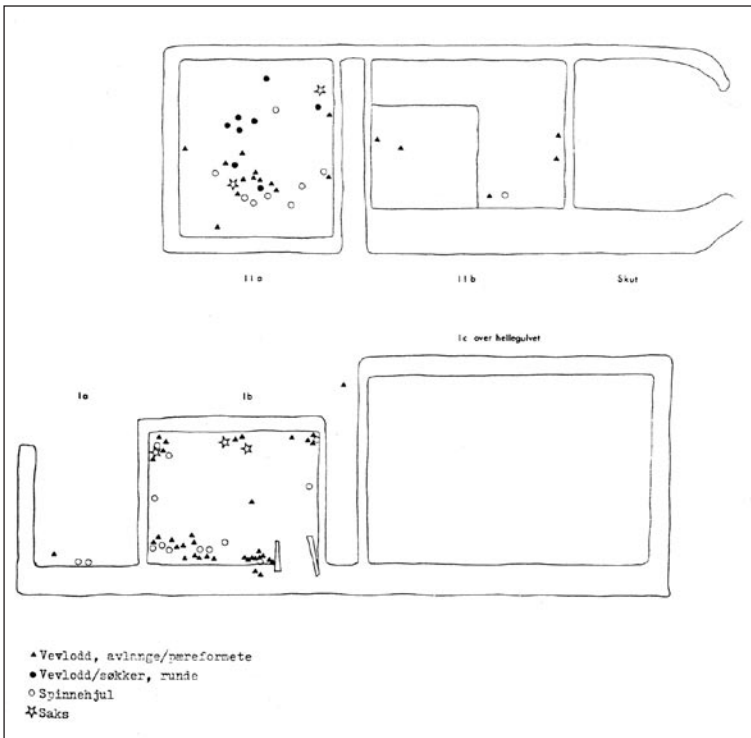 IIa
IIb
Skut
Ic over hellegulvet
Ia
Ib
Vevlodd, avlange/pæreformete
Vevlodd/søkker, runde
Spinnehjul
Saks